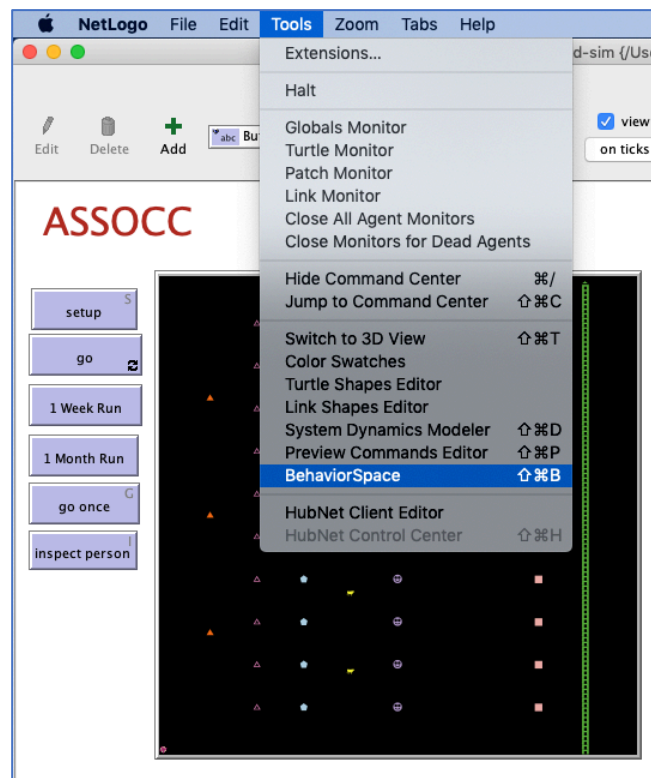 NetLogo File Edit Tools Zoom Tabs Help
d-sim {/Use
Extensions...
Halt
Edit Delete Add abc Bu
view
on ticks
Globals Monitor
Turtle Monitor
Patch Monitor
Link Monitor
Close All Agent Monitors
Close Monitors for Dead Agents
Hide Command Center ⌘/
Jump to Command Center ⇧⌘C
Switch to 3D View ⇧⌘T
Color Swatches
Turtle Shapes Editor
Link Shapes Editor
System Dynamics Modeler ⇧⌘D
Preview Commands Editor ⇧⌘P
BehaviorSpace ⇧⌘B
HubNet Client Editor
HubNet Control Center ⇧⌘H
ASSOCC
setup S
go
1 Week Run
1 Month Run
go once G
inspect person I